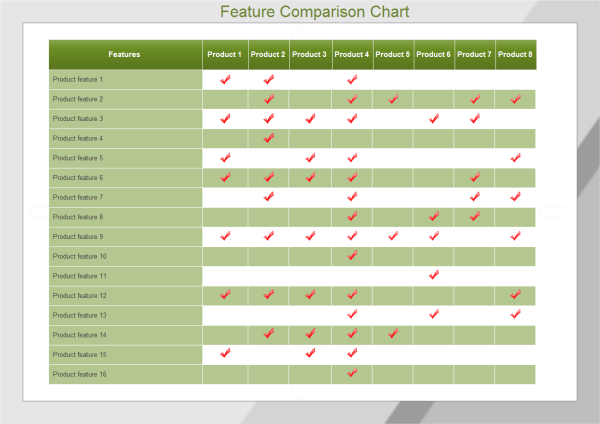 Feature Comparison Chart
Features Product 1 Product 2 Product 3 Product 4 Product 5 Product 6 Product 7 Product 8
Product feature 1
Product feature 2
Product feature 3
Product feature 4
Product feature 5
Product feature 6
Product feature 7
Product feature 8
Product feature 9
Product feature 10
Product feature 11
Product feature 12
Product feature 13
Product feature 14
Product feature 15
Product feature 16